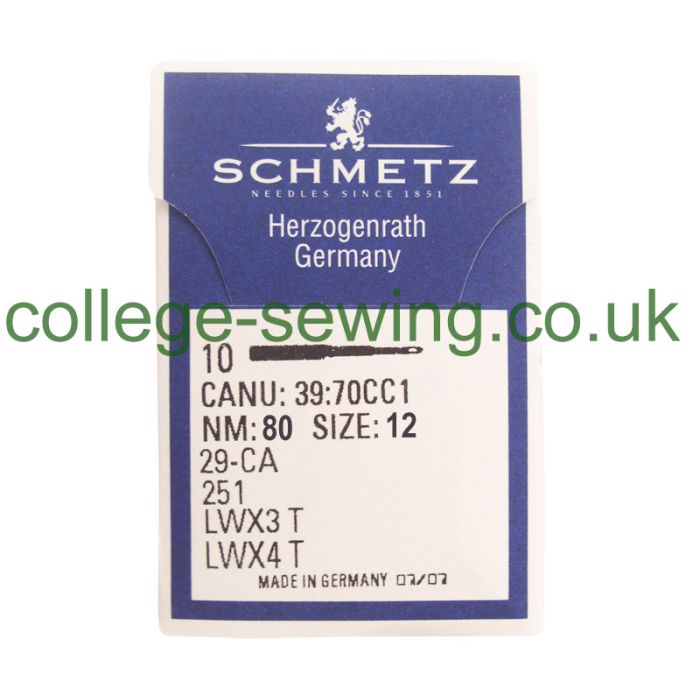 SCHMETZ
NEEDLES SINCE 1851
Herzogenrath
Germany
college-sewing.co.uk
10
CANU: 39:70CC1
NM: 80 SIZE: 12
29-CA
251
LWX3 T
LWX4 T
MADE IN GERMANY 07/07